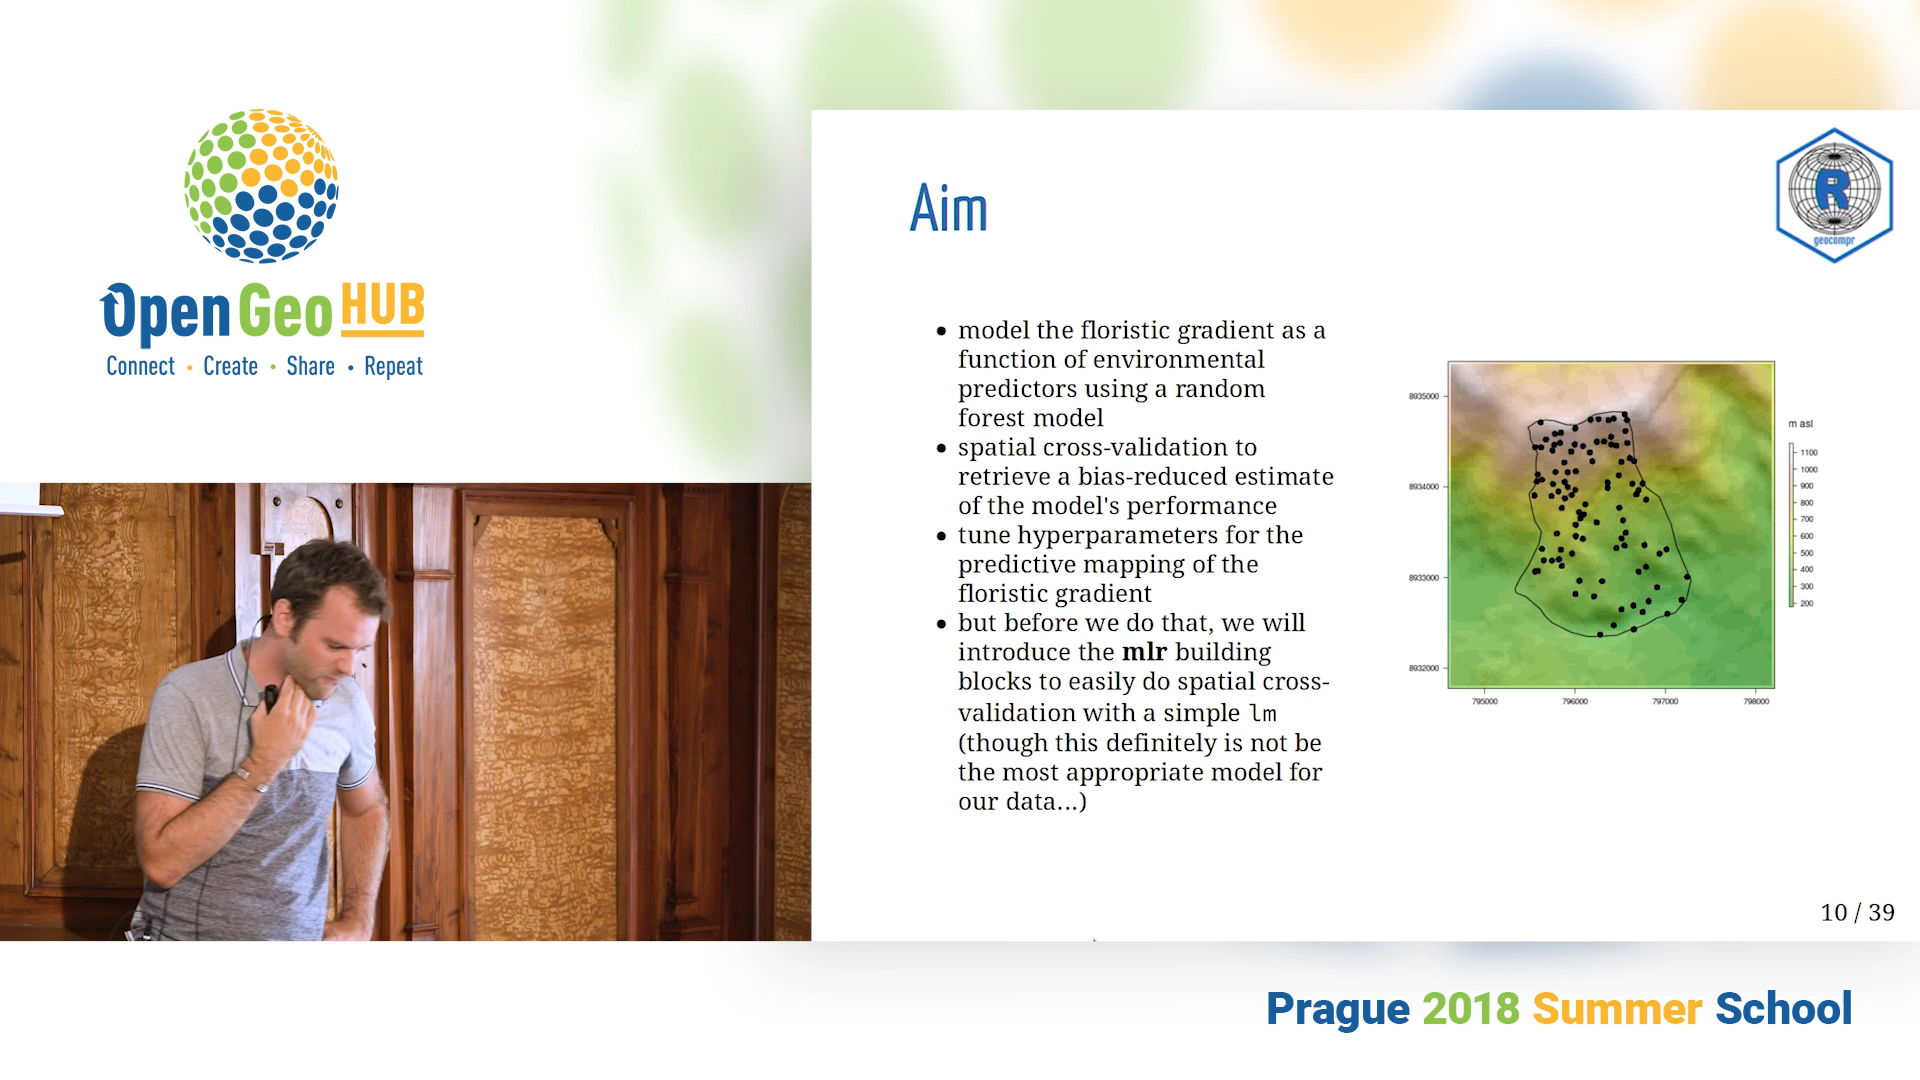 Open Geo HUB
Connect • Create • Share • Repeat
Aim
R
geocompr
• model the floristic gradient as a
function of environmental
predictors using a random
forest model
• spatial cross-validation to
retrieve a bias-reduced estimate
of the model's performance
• tune hyperparameters for the
predictive mapping of the
floristic gradient
• but before we do that, we will
introduce the mlr building
blocks to easily do spatial cross-
validation with a simple lm
(though this definitely is not be
the most appropriate model for
our data...)
8935000
8934000
8933000
8932000
795000 796000 797000 798000
m asl
1100
1000
900
800
700
600
500
400
300
200
10 / 39
Prague 2018 Summer School